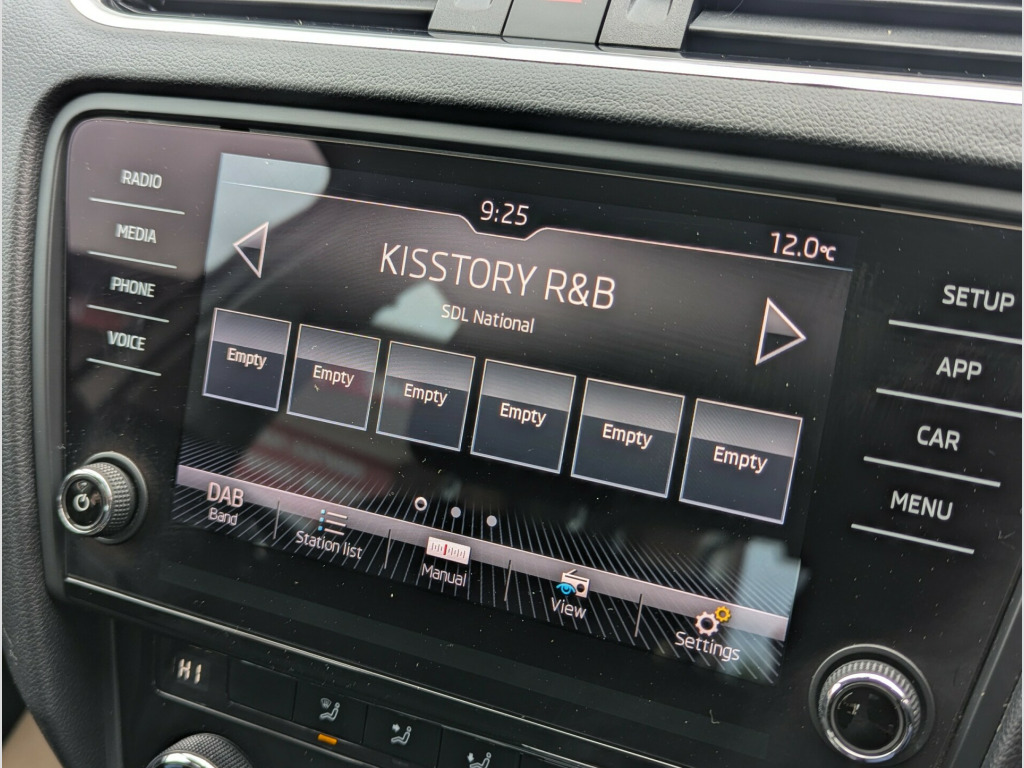 RADIO
MEDIA
PHONE
VOICE
9:25
12.0°C
KISSTORY R&B
SDL National
Empty
Empty
Empty
Empty
Empty
Empty
DAB
Band
Station list
Manual
View
Settings
SETUP
APP
CAR
MENU
HI